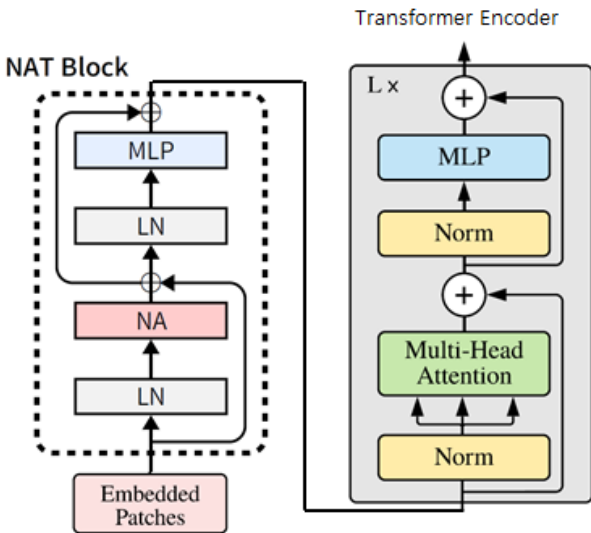 Transformer Encoder
NAT Block
MLP
LN
NA
LN
Embedded
Patches
L x
MLP
Norm
Multi-Head
Attention
Norm